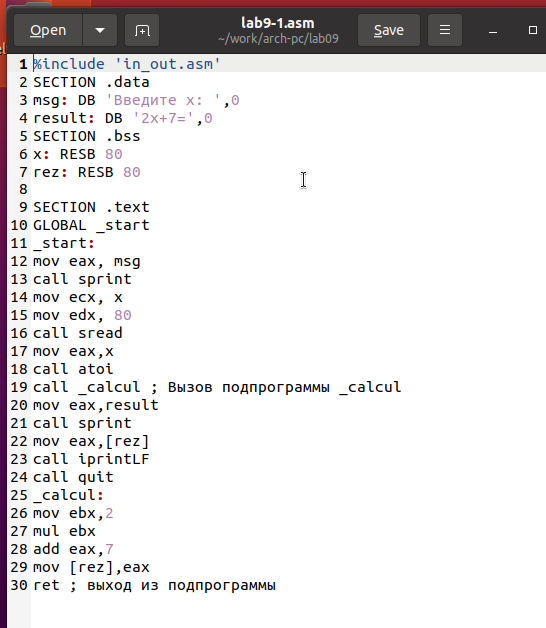 Open
lab9-1.asm
~/work/arch-pc/lab09
Save
1 %include 'in_out.asm'
2 SECTION .data
3 msg: DB 'Введите x: ',0
4 result: DB '2x+7=',0
5 SECTION .bss
6 x: RESB 80
7 rez: RESB 80
8
9 SECTION .text
10 GLOBAL _start
11 _start:
12 mov eax, msg
13 call sprint
14 mov ecx, x
15 mov edx, 80
16 call sread
17 mov eax,x
18 call atoi
19 call _calcul ; Вызов подпрограммы _calcul
20 mov eax,result
21 call sprint
22 mov eax,[rez]
23 call iprintLF
24 call quit
25 _calcul:
26 mov ebx,2
27 mul ebx
28 add eax,7
29 mov [rez],eax
30 ret ; выход из подпрограммы